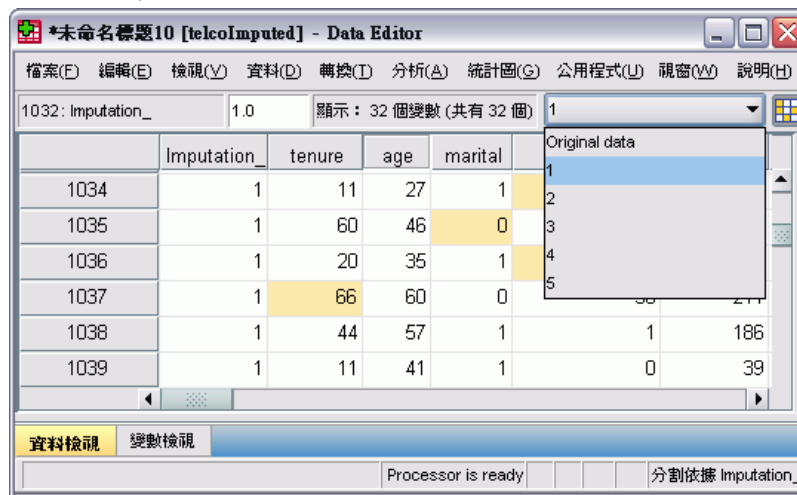 *未命名標題10 [telcoImputed] - Data Editor
檔案(F) 編輯(E) 檢視(V) 資料(D) 轉換(T) 分析(A) 統計圖(G) 公用程式(U) 視窗(W) 說明(H)
1032 : Imputation_ 1.0 顯示： 32 個變數 (共有 32 個) 1
Original data
1
2
3
4
5
Imputation_ tenure age marital
1034 1 11 27 1
1035 1 60 46 0
1036 1 20 35 1
1037 1 66 60 0
1038 1 44 57 1 1 186
1039 1 11 41 1 0 39
資料檢視 變數檢視
Processor is ready 分割依據 Imputation_